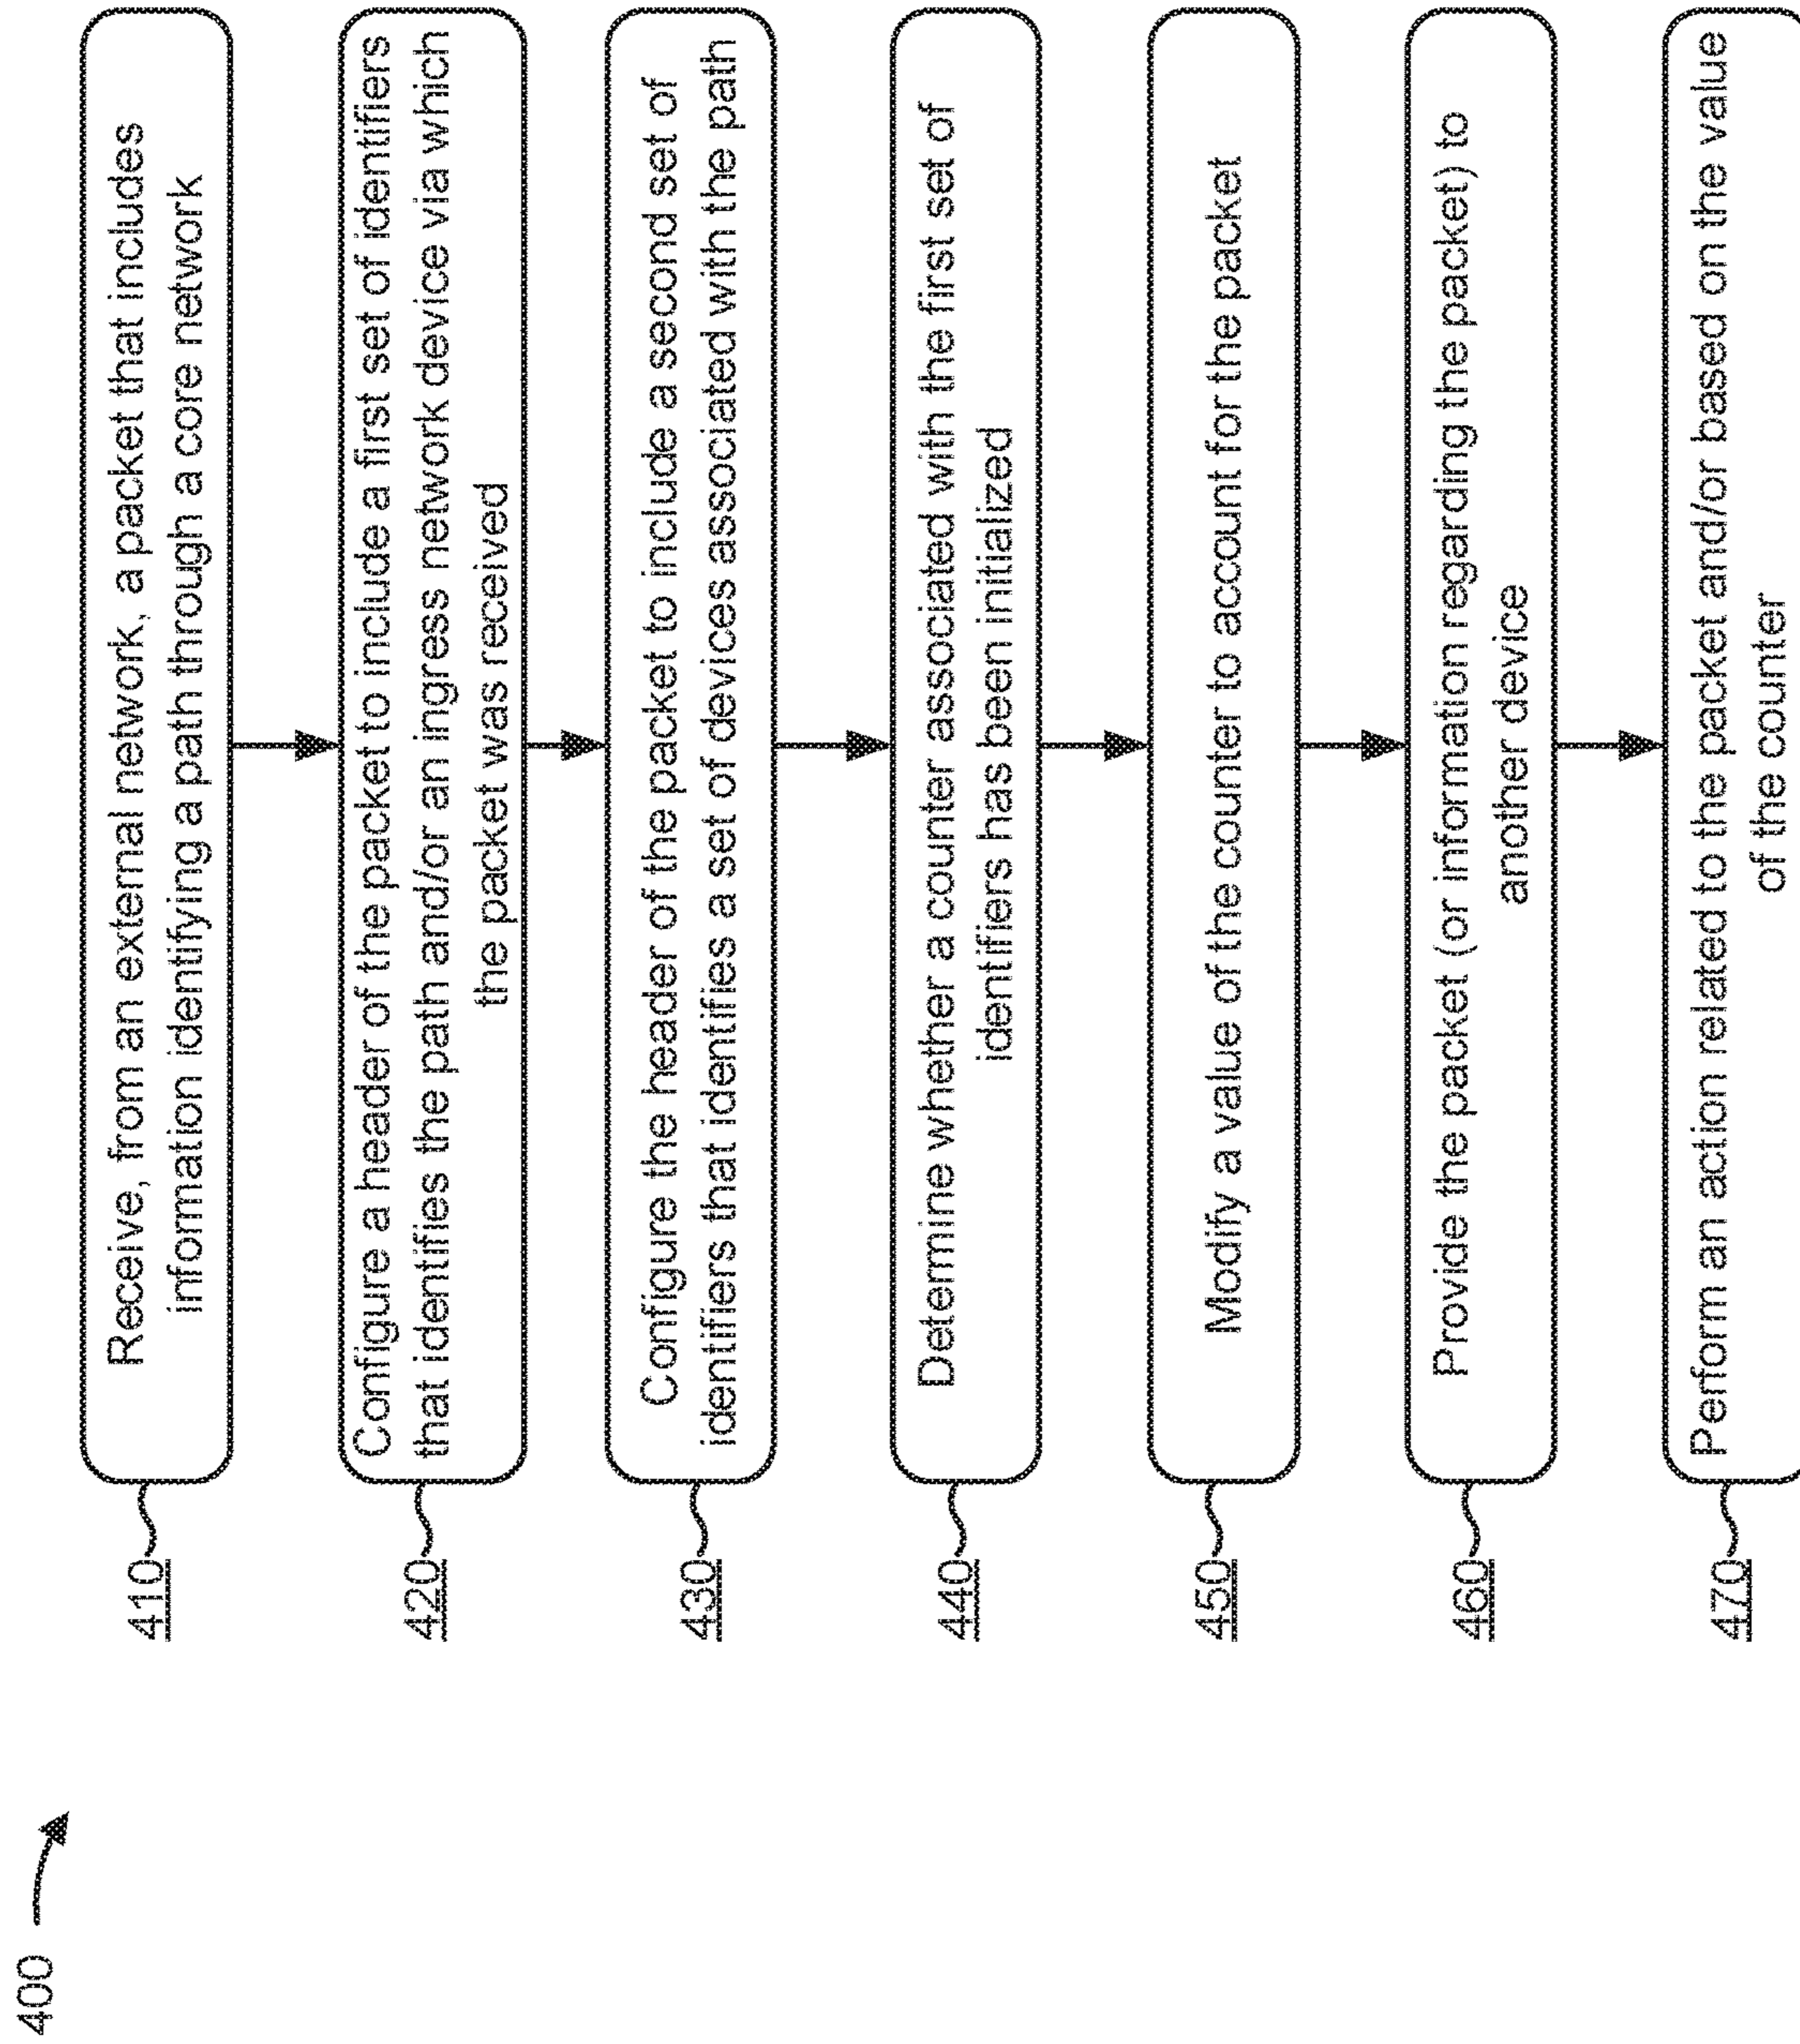 400
410
Receive, from an external network, a packet that includes
information identifying a path through a core network
420
Configure a header of the packet to include a first set of identifiers
that identifies the path and/or an ingress network device via which
the packet was received
430
Configure the header of the packet to include a second set of
identifiers that identifies a set of devices associated with the path
440
Determine whether a counter associated with the first set of
identifiers has been initialized
450
Modify a value of the counter to account for the packet
460
Provide the packet (or information regarding the packet) to
another device
470
Perform an action related to the packet and/or based on the value
of the counter